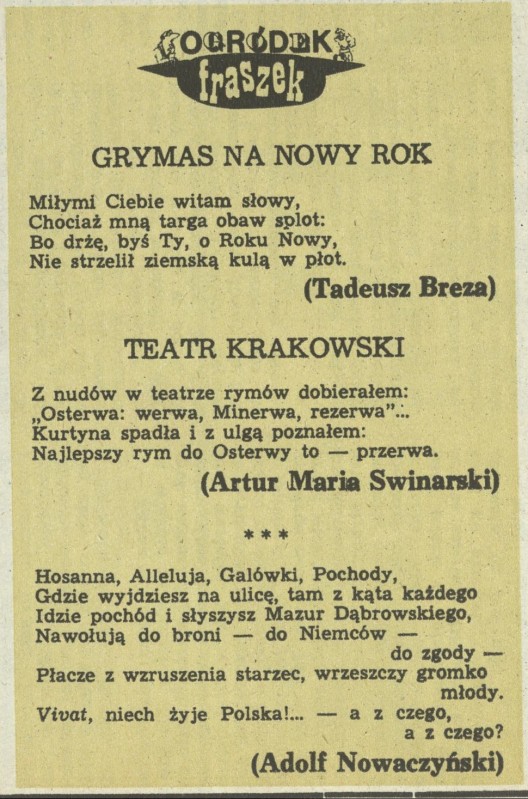 OGRÓDEK
fraszek
GRYMAS NA NOWY ROK
Miłymi Ciebie witam słowy,
Chociaż mną targa obaw splot:
Bo drżę, byś Ty, o Roku Nowy,
Nie strzelił ziemską kulą w płot.
(Tadeusz Breza)
TEATR KRAKOWSKI
Z nudów w teatrze rymów dobierałem:
„Osterwa: werwa, Minerwa, rezerwa”...
Kurtyna spadła i z ulgą poznałem:
Najlepszy rym do Osterwy to — przerwa.
(Artur Maria Swinarski)
* * *
Hosanna, Alleluja, Galówki, Pochody,
Gdzie wyjdziesz na ulicę, tam z kąta każdego
Idzie pochód i słyszysz Mazur Dąbrowskiego,
Nawołują do broni — do Niemców —
do zgody —
Płacze z wzruszenia starzec, wrzeszczy gromko
młody.
Vivat, niech żyje Polska!... — a z czego,
a z czego?
(Adolf Nowaczyński)